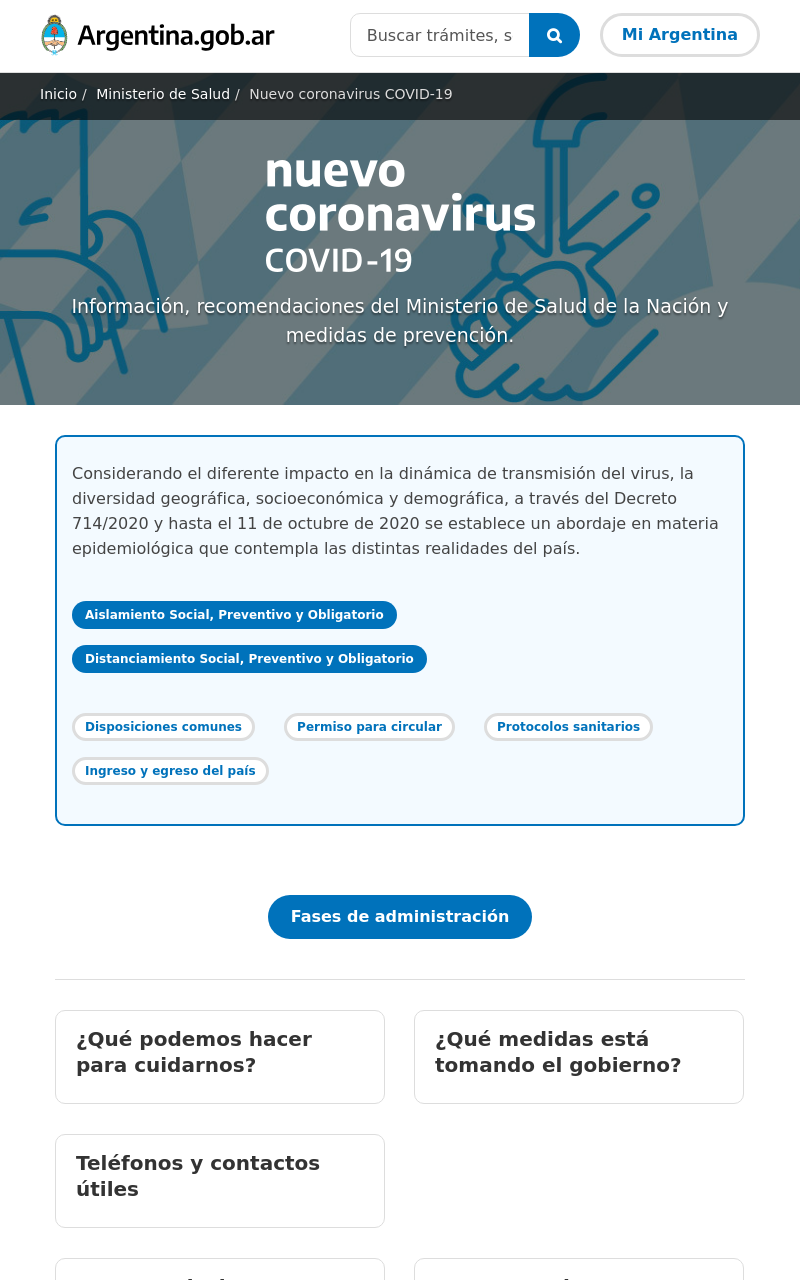 Argentina.gob.ar
Buscar trámites, s
Mi Argentina
Inicio / Ministerio de Salud / Nuevo coronavirus COVID-19
nuevo
coronavirus
COVID-19
Información, recomendaciones del Ministerio de Salud de la Nación y
medidas de prevención.
Considerando el diferente impacto en la dinámica de transmisión del virus, la
diversidad geográfica, socioeconómica y demográfica, a través del Decreto
714/2020 y hasta el 11 de octubre de 2020 se establece un abordaje en materia
epidemiológica que contempla las distintas realidades del país.
Aislamiento Social, Preventivo y Obligatorio
Distanciamiento Social, Preventivo y Obligatorio
Disposiciones comunes
Permiso para circular
Protocolos sanitarios
Ingreso y egreso del país
Fases de administración
¿Qué podemos hacer
para cuidarnos?
¿Qué medidas está
tomando el gobierno?
Teléfonos y contactos
útiles